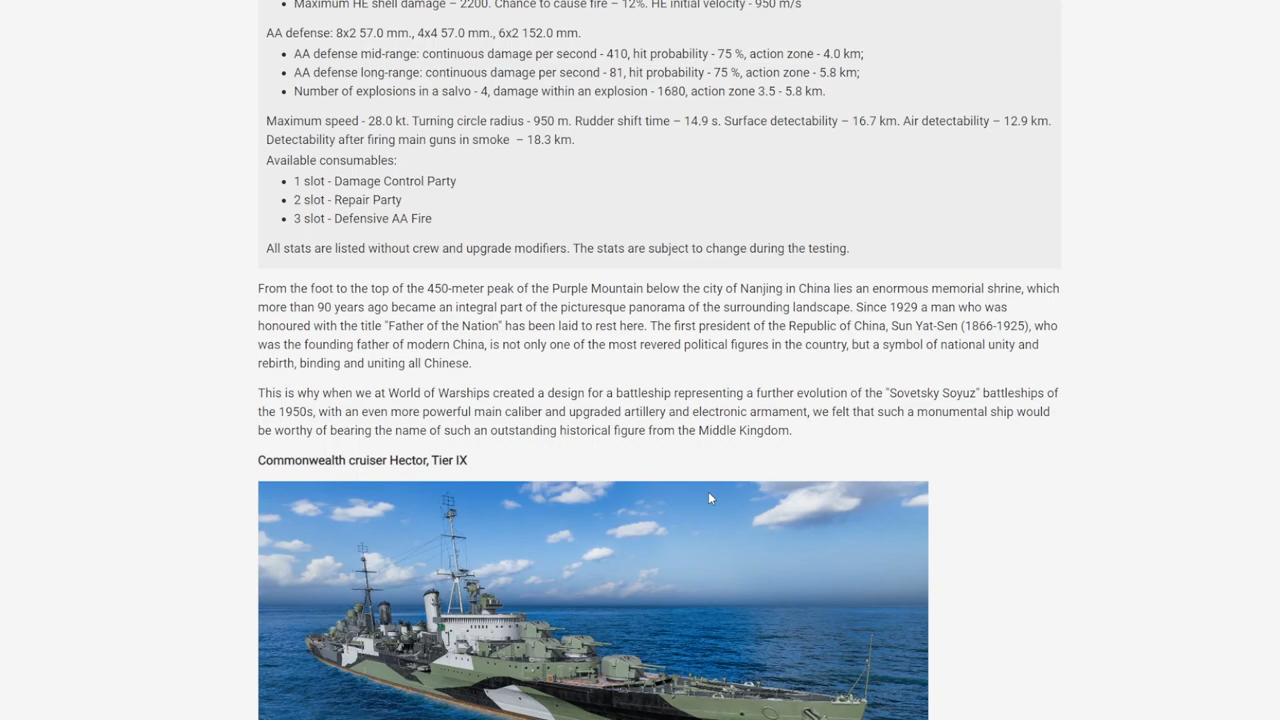 Maximum HE shell damage – 2200. Chance to cause fire – 12%. HE initial velocity - 950 m/s
AA defense: 8x2 57.0 mm., 4x4 57.0 mm., 6x2 152.0 mm.
AA defense mid-range: continuous damage per second - 410, hit probability - 75 %, action zone - 4.0 km;
AA defense long-range: continuous damage per second - 81, hit probability - 75 %, action zone - 5.8 km;
Number of explosions in a salvo - 4, damage within an explosion - 1680, action zone 3.5 - 5.8 km.
Maximum speed - 28.0 kt. Turning circle radius - 950 m. Rudder shift time – 14.9 s. Surface detectability – 16.7 km. Air detectability – 12.9 km.
Detectability after firing main guns in smoke – 18.3 km.
Available consumables:
1 slot - Damage Control Party
2 slot - Repair Party
3 slot - Defensive AA Fire
All stats are listed without crew and upgrade modifiers. The stats are subject to change during the testing.
From the foot to the top of the 450-meter peak of the Purple Mountain below the city of Nanjing in China lies an enormous memorial shrine, which
more than 90 years ago became an integral part of the picturesque panorama of the surrounding landscape. Since 1929 a man who was
honoured with the title "Father of the Nation" has been laid to rest here. The first president of the Republic of China, Sun Yat-Sen (1866-1925), who
was the founding father of modern China, is not only one of the most revered political figures in the country, but a symbol of national unity and
rebirth, binding and uniting all Chinese.
This is why when we at World of Warships created a design for a battleship representing a further evolution of the "Sovetsky Soyuz" battleships of
the 1950s, with an even more powerful main caliber and upgraded artillery and electronic armament, we felt that such a monumental ship would
be worthy of bearing the name of such an outstanding historical figure from the Middle Kingdom.
Commonwealth cruiser Hector, Tier IX